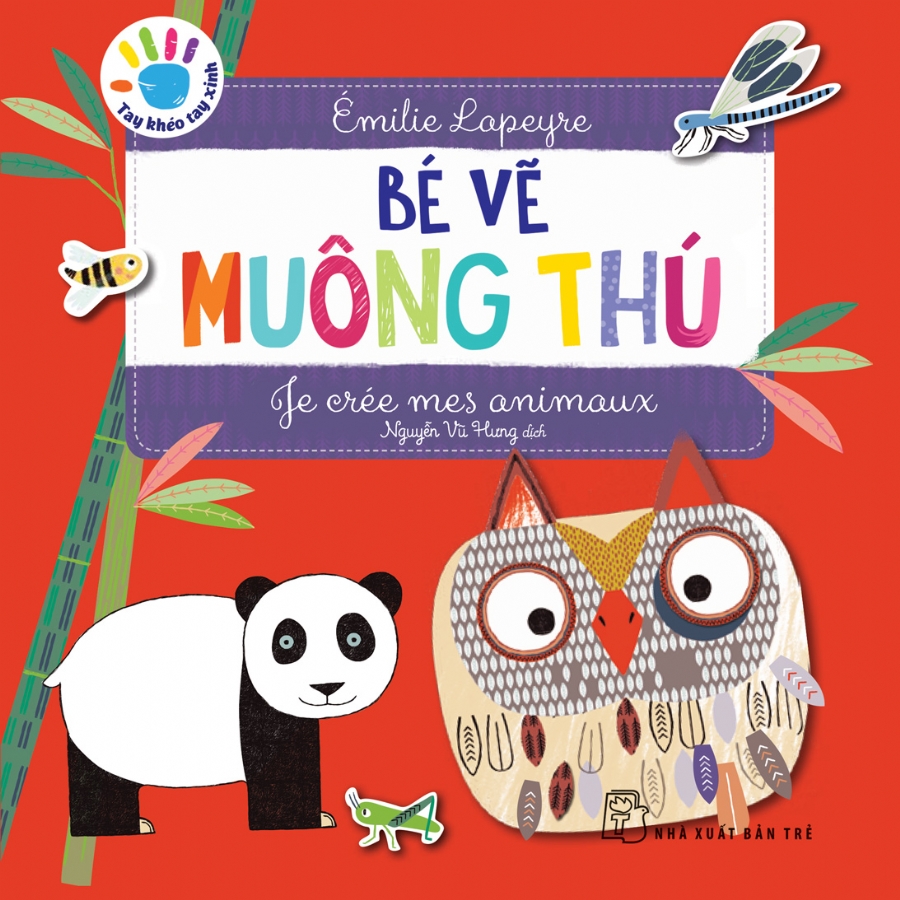 Tay khéo tay xinh
Émilie Lapeyre
BÉ VẼ
MUÔNG THÚ
Je crée mes animaux
Nguyễn Vũ Hưng dịch
T
NHÀ XUẤT BẢN TRẺ